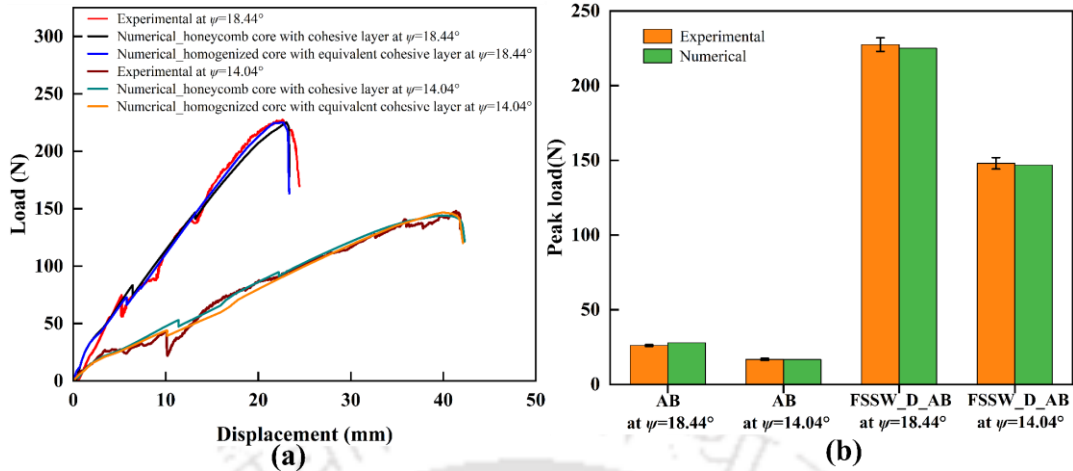 Experimental at ψ=18.44°
Numerical_honeycomb core with cohesive layer at ψ=18.44°
Numerical_homogenized core with equivalent cohesive layer at ψ=18.44°
Experimental at ψ=14.04°
Numerical_honeycomb core with cohesive layer at ψ=14.04°
Numerical_homogenized core with equivalent cohesive layer at ψ=14.04°
300
250
200
150
100
50
0
Load (N)
0 10 20 30 40 50
Displacement (mm)
(a)
Experimental
Numerical
250
200
150
100
50
0
Peak load(N)
AB AB FSSW_D_AB FSSW_D_AB
at ψ=18.44° at ψ=14.04° at ψ=18.44° at ψ=14.04°
(b)